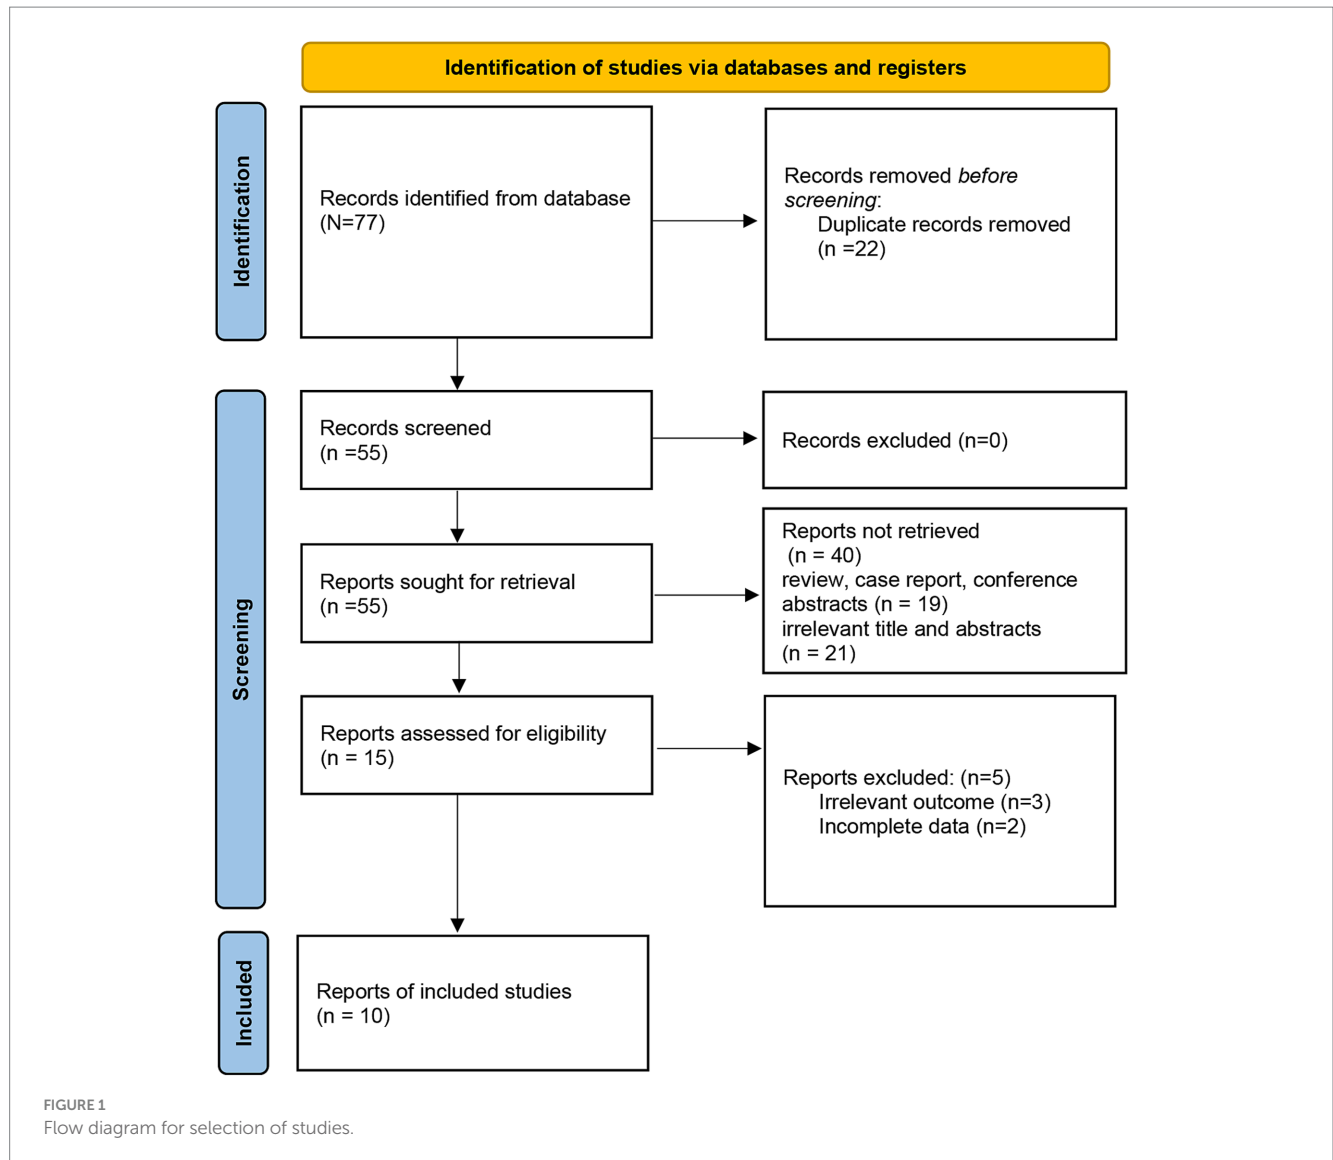 Identification of studies via databases and registers
Identification
Records identified from database
(N=77)
Records removed before
screening:
Duplicate records removed
(n =22)
Screening
Records screened
(n =55)
Records excluded (n=0)
Reports sought for retrieval
(n =55)
Reports not retrieved
(n = 40)
review, case report, conference
abstracts (n = 19)
irrelevant title and abstracts
(n = 21)
Reports assessed for eligibility
(n = 15)
Reports excluded: (n=5)
Irrelevant outcome (n=3)
Incomplete data (n=2)
Included
Reports of included studies
(n = 10)
FIGURE 1
Flow diagram for selection of studies.